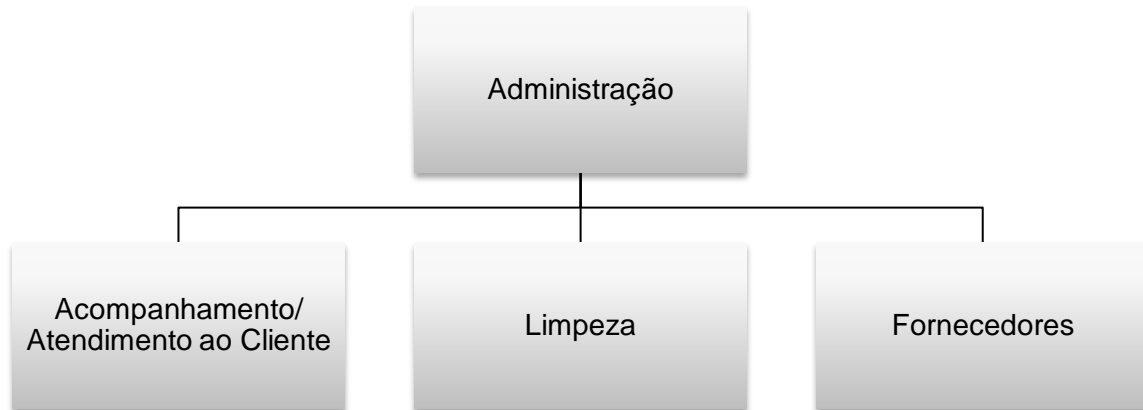 Administração
Acompanhamento/
Atendimento ao Cliente
Limpeza
Fornecedores